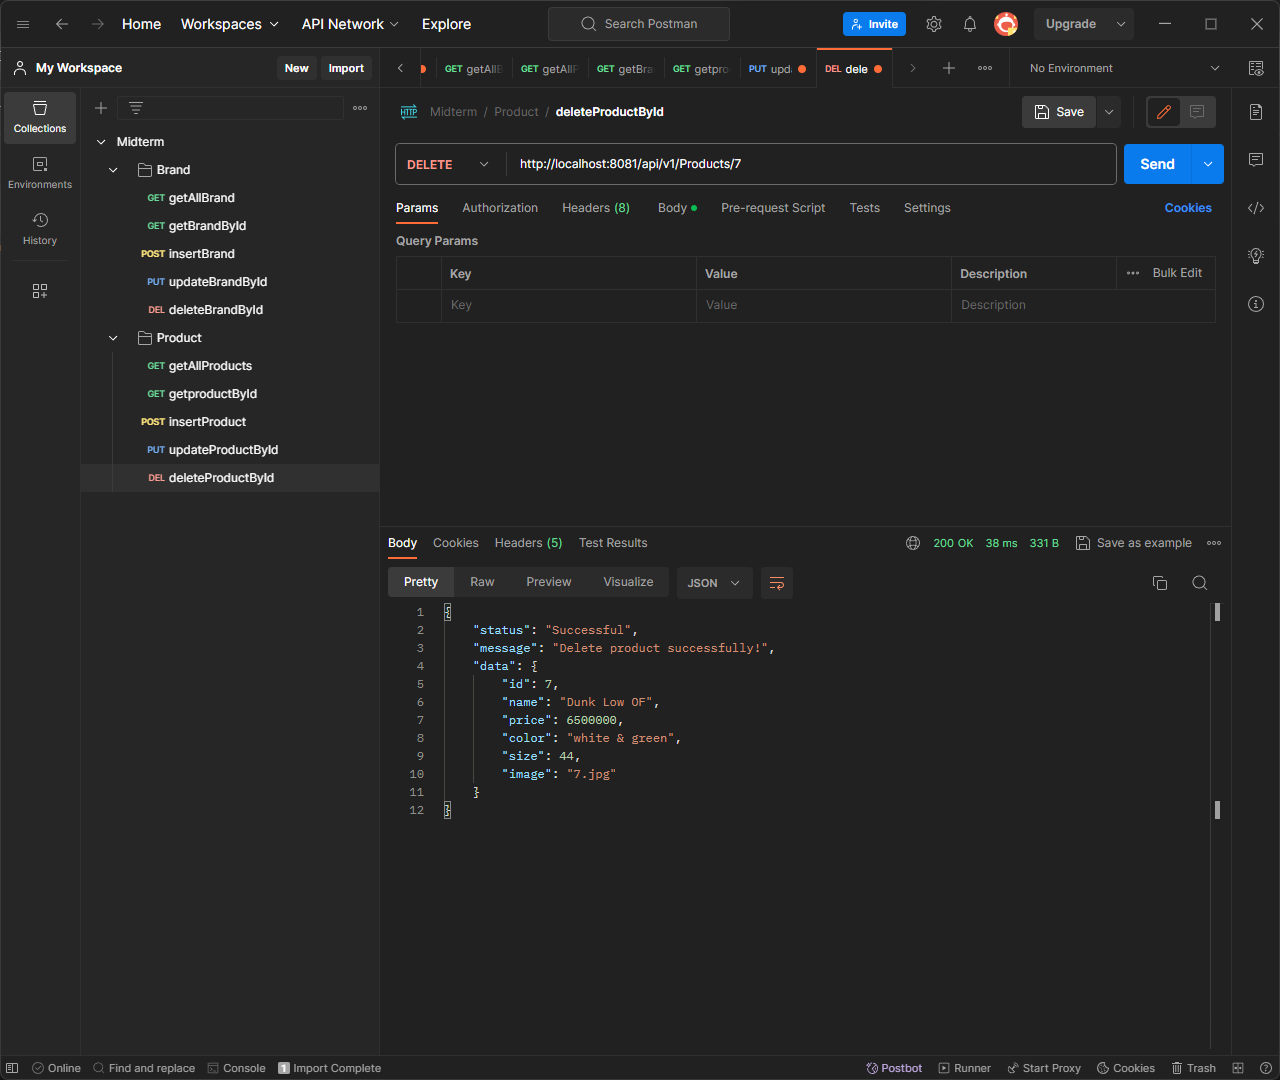 Home Workspaces API Network Explore Search Postman Invite Upgrade
My Workspace New Import GET getAllB GET getAllP GET getBra GET getpro PUT upd DEL dele No Environment
Collections
Environments
History
Midterm
Brand
GET getAllBrand
GET getBrandById
POST insertBrand
PUT updateBrandById
DEL deleteBrandById
Product
GET getAllProducts
GET getproductById
POST insertProduct
PUT updateProductById
DEL deleteProductById
HTTP Midterm / Product / deleteProductById Save
DELETE http://localhost:8081/api/v1/Products/7 Send
Params Authorization Headers (8) Body Pre-request Script Tests Settings Cookies
Query Params
Key Value Description Bulk Edit
Key Value Description
Body Cookies Headers (5) Test Results 200 OK 38 ms 331 B Save as example
Pretty Raw Preview Visualize JSON
1 {
2 "status": "Successful",
3 "message": "Delete product successfully!",
4 "data": {
5 "id": 7,
6 "name": "Dunk Low OF",
7 "price": 6500000,
8 "color": "white & green",
9 "size": 44,
10 "image": "7.jpg"
11 }
12 }
Online Find and replace Console 1 Import Complete Postbot Runner Start Proxy Cookies Trash